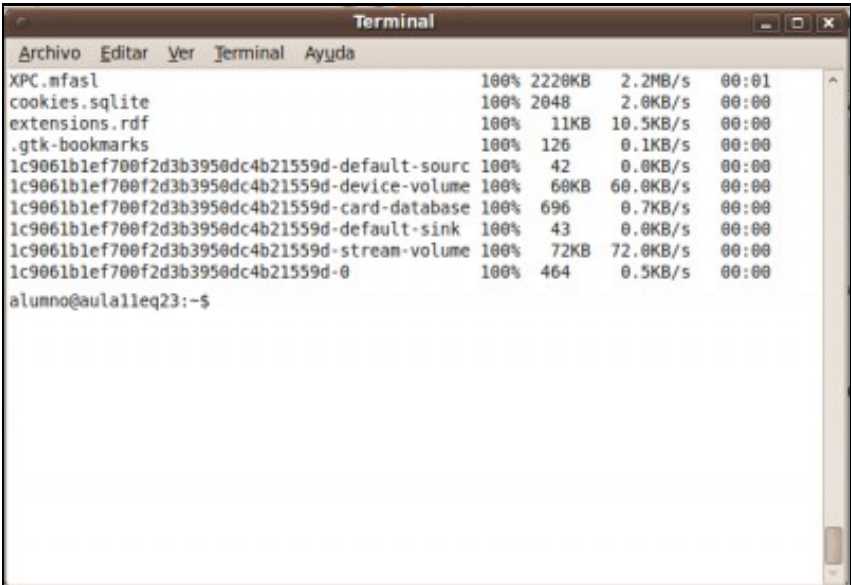 Terminal
Archivo Editar Ver Terminal Ayuda
XPC.mfasl 100% 2220KB 2.2MB/s 00:01
cookies.sqlite 100% 2048 2.0KB/s 00:00
extensions.rdf 100% 11KB 10.5KB/s 00:00
.gtk-bookmarks 100% 126 0.1KB/s 00:00
1c9061b1ef700f2d3b3950dc4b21559d-default-sourc 100% 42 0.0KB/s 00:00
1c9061b1ef700f2d3b3950dc4b21559d-device-volume 100% 60KB 60.0KB/s 00:00
1c9061b1ef700f2d3b3950dc4b21559d-card-database 100% 696 0.7KB/s 00:00
1c9061b1ef700f2d3b3950dc4b21559d-default-sink 100% 43 0.0KB/s 00:00
1c9061b1ef700f2d3b3950dc4b21559d-stream-volume 100% 72KB 72.0KB/s 00:00
1c9061b1ef700f2d3b3950dc4b21559d-0 100% 464 0.5KB/s 00:00
alumno@aula11eq23:~$